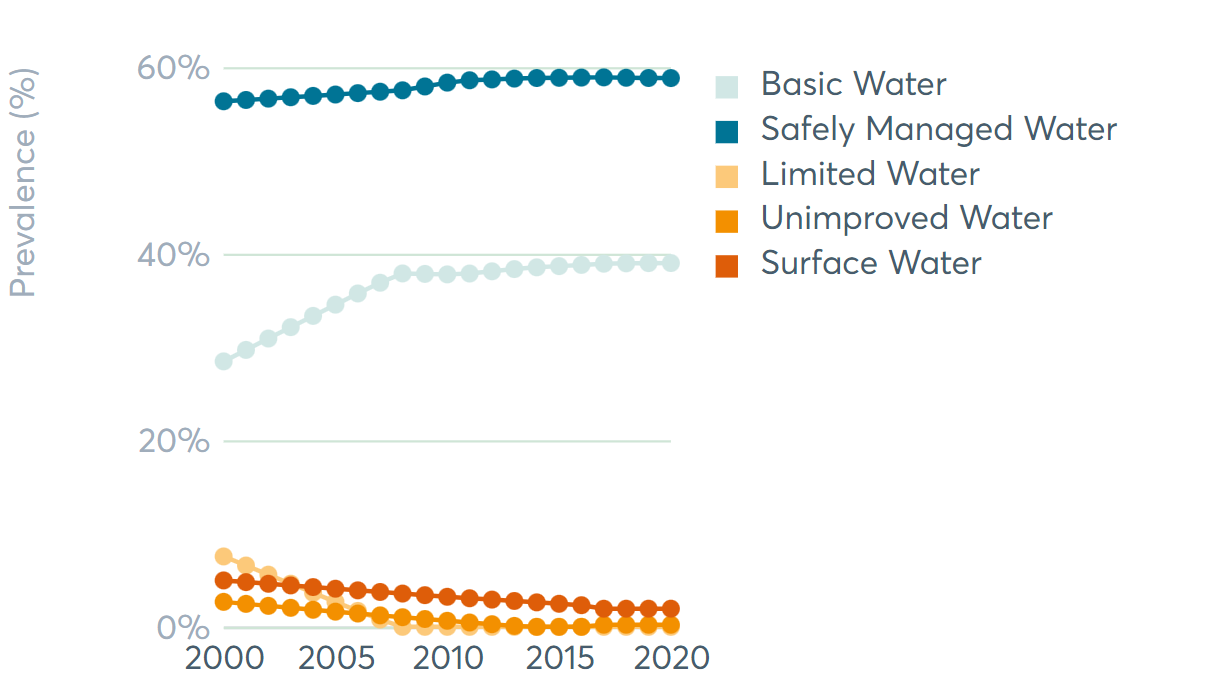 Prevalence (%)
60%
40%
20%
0%
2000 2005 2010 2015 2020
Basic Water
Safely Managed Water
Limited Water
Unimproved Water
Surface Water